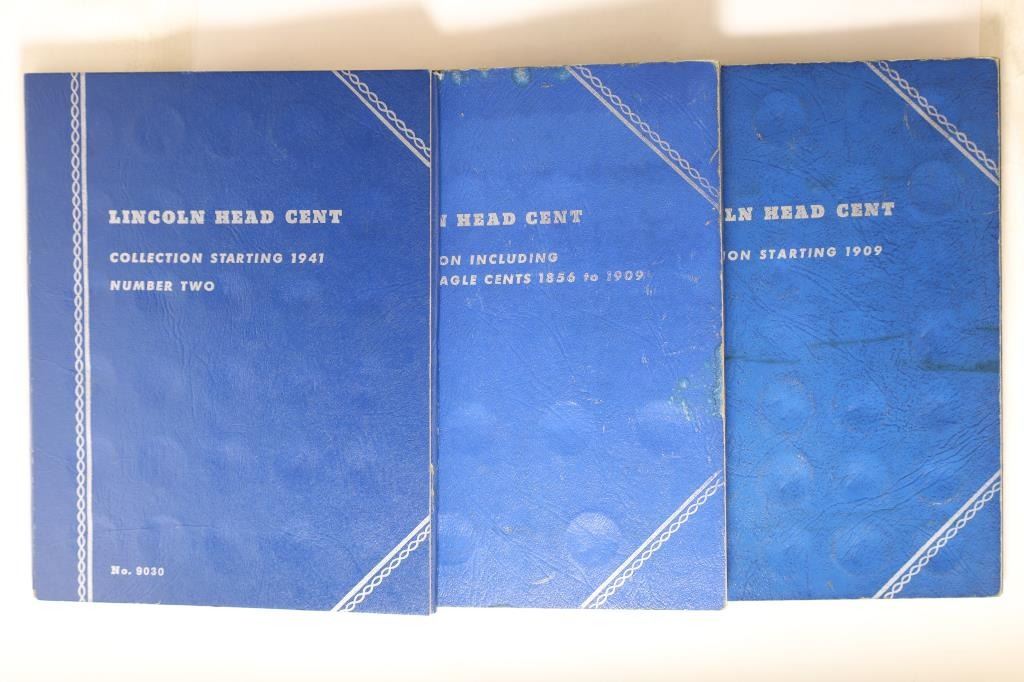 LINCOLN HEAD CENT
COLLECTION STARTING 1941
NUMBER TWO
No. 9030
N HEAD CENT
ON INCLUDING
AGLE CENTS 1856 to 1909
LN HEAD CENT
ION STARTING 1909